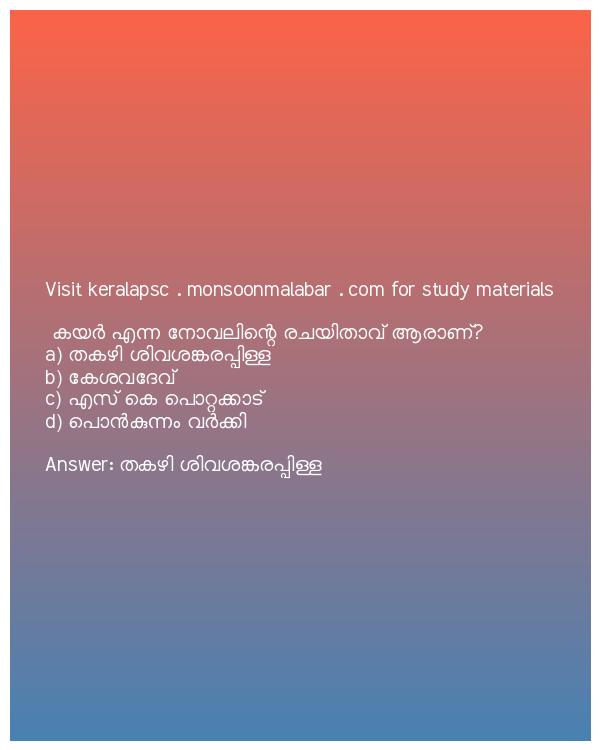 Visit keralapsc . monsoonmalabar . com for study materials
കയർ എന്ന നോവലിന്റെ രചയിതാവ് ആരാണ്?
a) തകഴി ശിവശങ്കരപ്പിള്ള
b) കേശവദേവ്
c) എസ് കെ പൊറ്റക്കാട്
d) പൊൻകുന്നം വർക്കി
Answer: തകഴി ശിവശങ്കരപ്പിള്ള